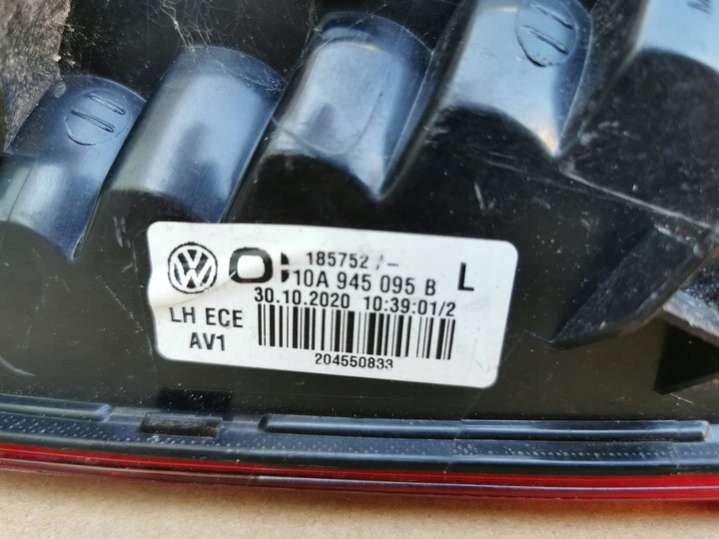 185752 /-
10A 945 095 B L
30.10.2020 10:39:01/2
LH ECE
AV1
204550833